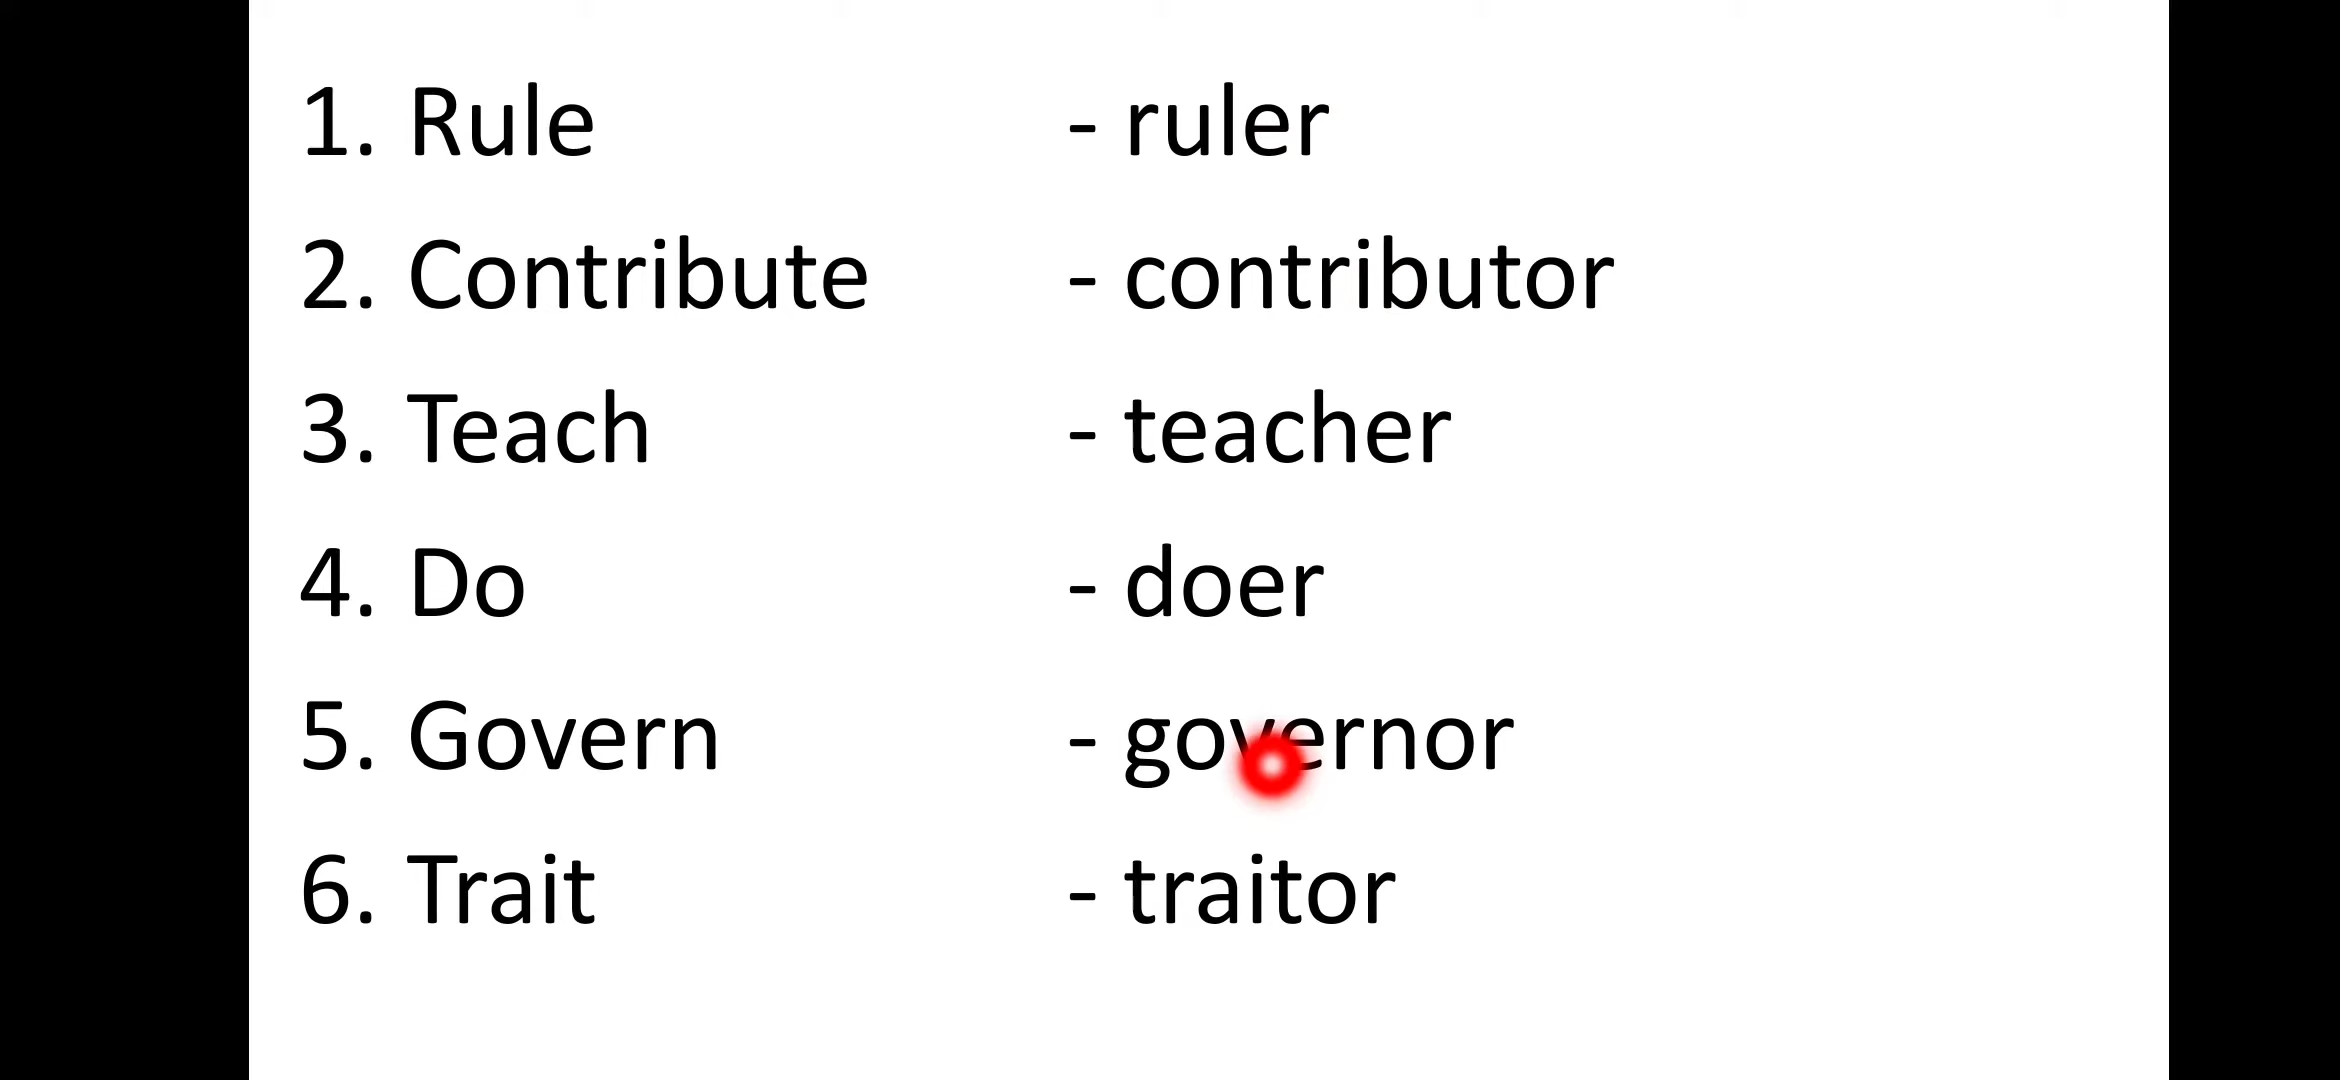 1. Rule - ruler
2. Contribute - contributor
3. Teach - teacher
4. Do - doer
5. Govern - governor
6. Trait - traitor